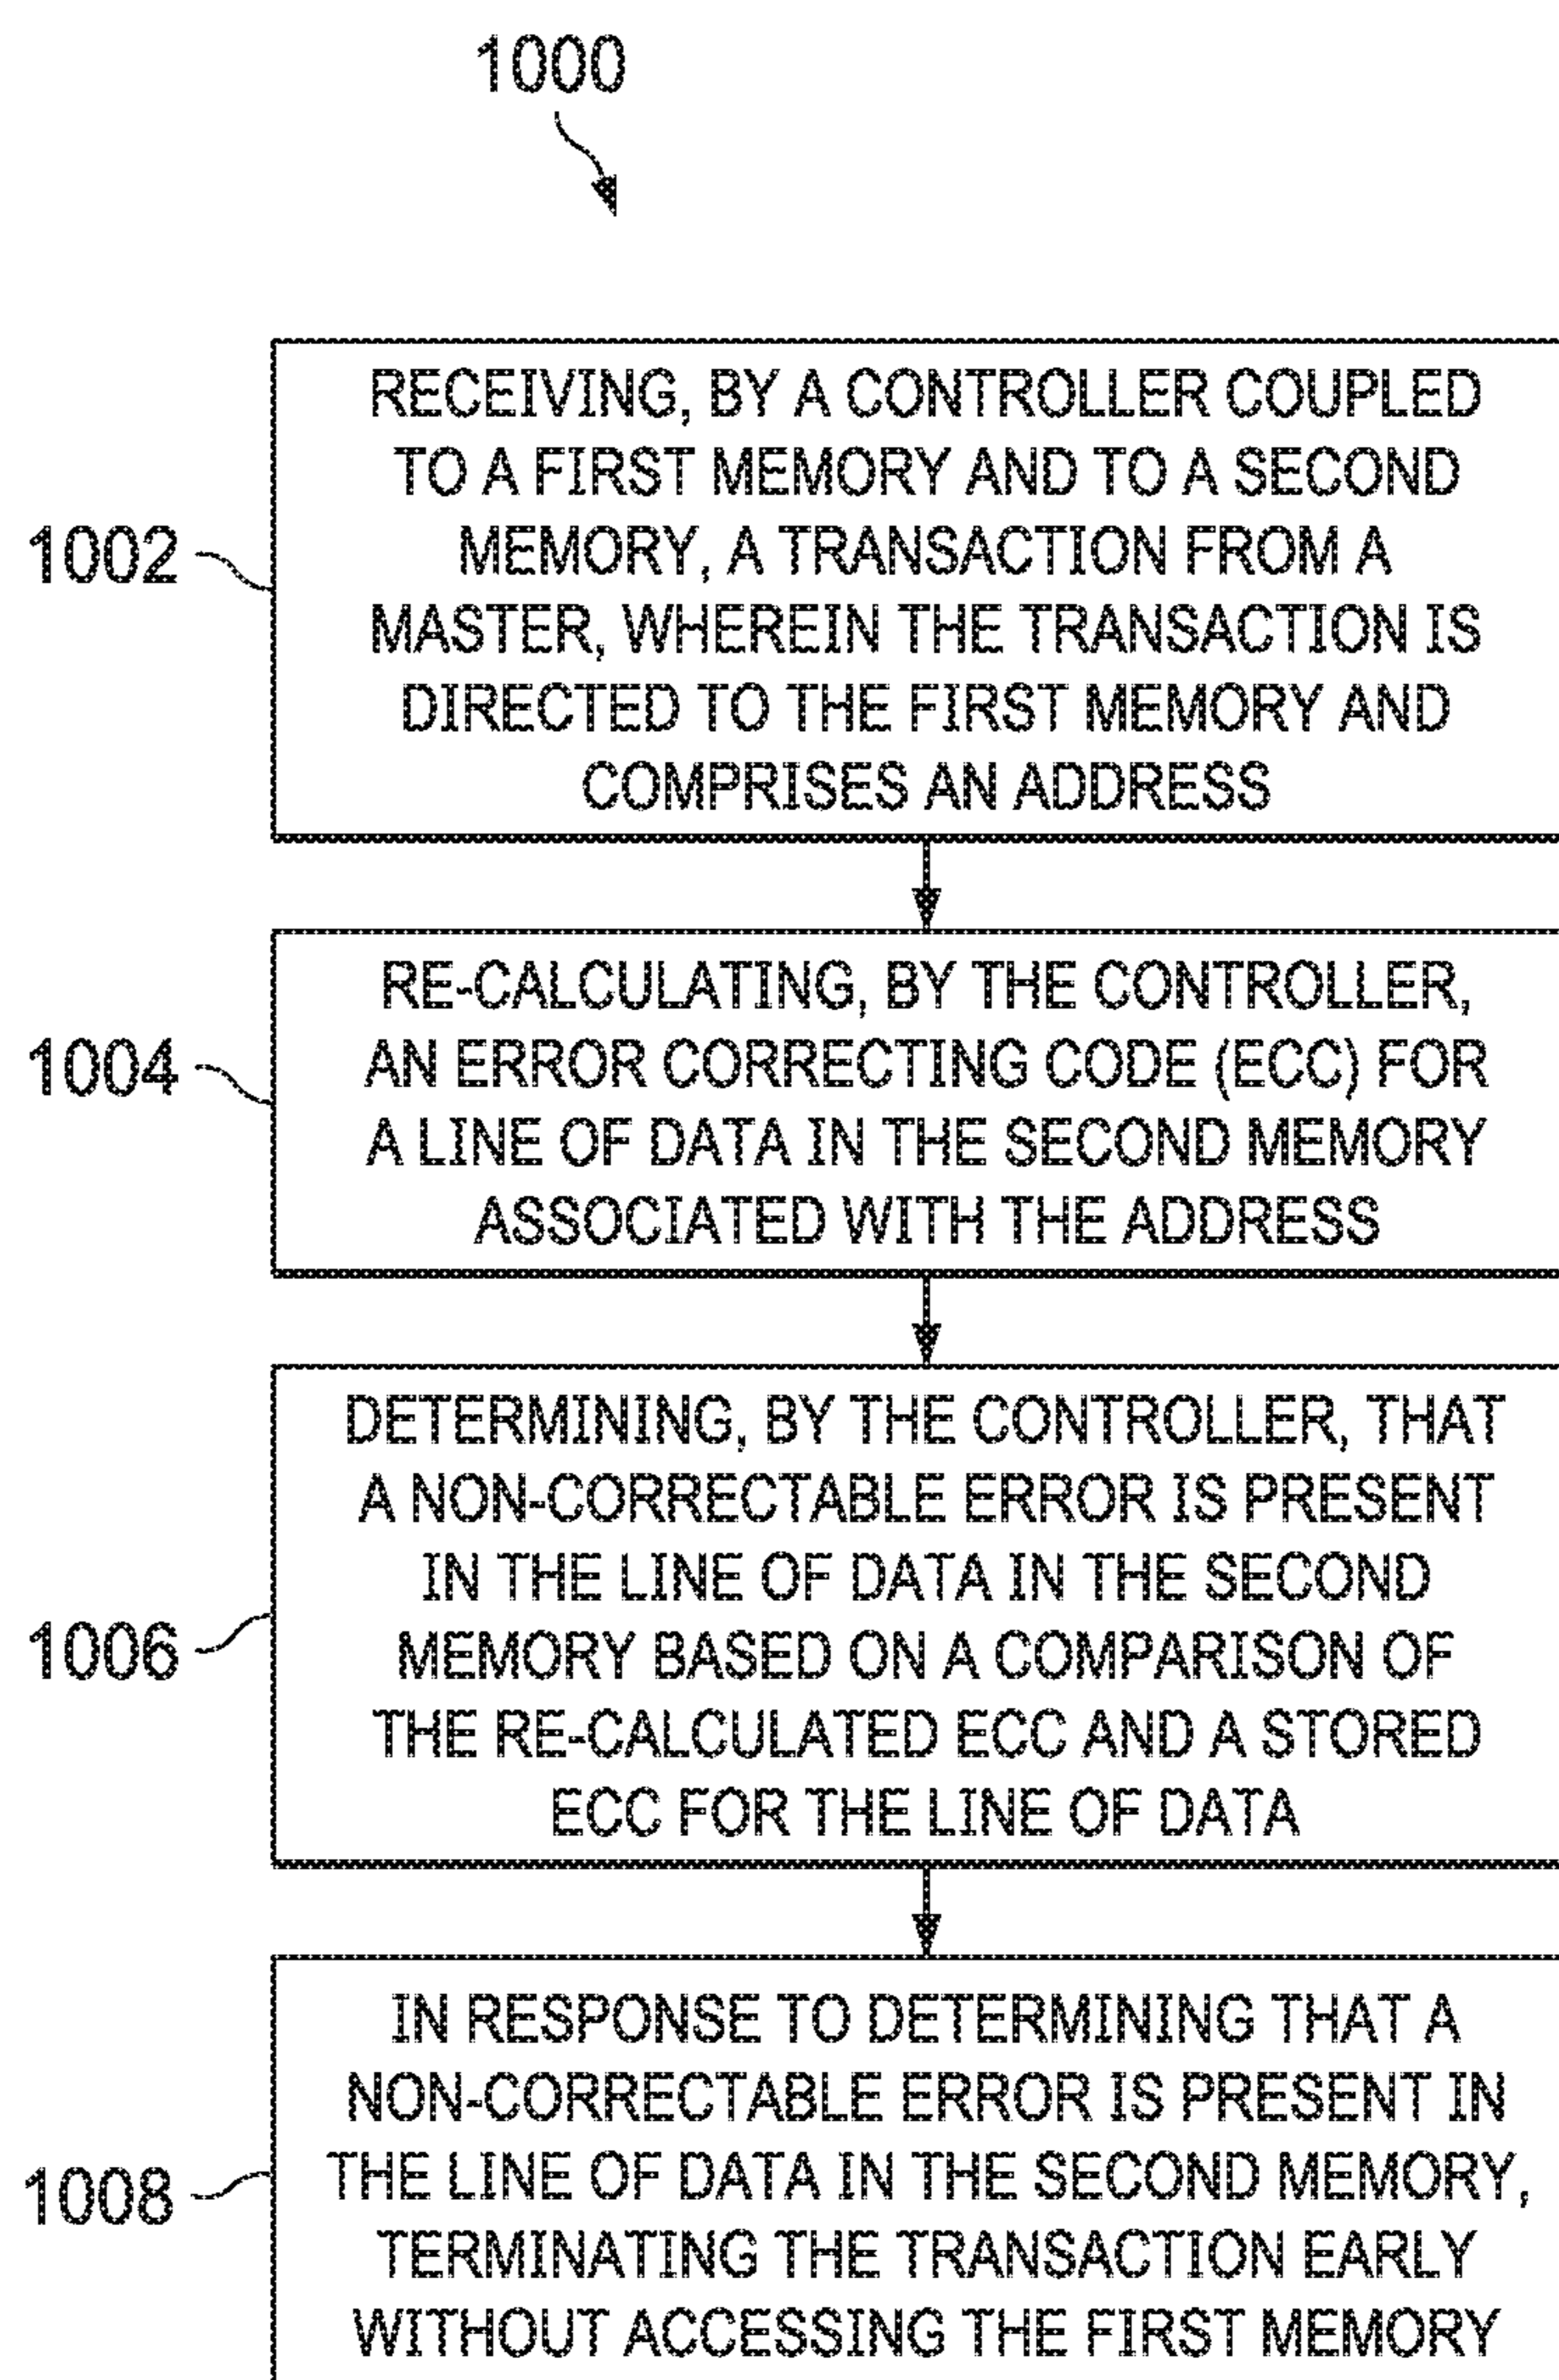 1000
RECEIVING, BY A CONTROLLER COUPLED
TO A FIRST MEMORY AND TO A SECOND
MEMORY, A TRANSACTION FROM A
MASTER, WHEREIN THE TRANSACTION IS
DIRECTED TO THE FIRST MEMORY AND
COMPRISES AN ADDRESS
1002
RE-CALCULATING, BY THE CONTROLLER,
AN ERROR CORRECTING CODE (ECC) FOR
A LINE OF DATA IN THE SECOND MEMORY
ASSOCIATED WITH THE ADDRESS
1004
DETERMINING, BY THE CONTROLLER, THAT
A NON-CORRECTABLE ERROR IS PRESENT
IN THE LINE OF DATA IN THE SECOND
MEMORY BASED ON A COMPARISON OF
THE RE-CALCULATED ECC AND A STORED
ECC FOR THE LINE OF DATA
1006
IN RESPONSE TO DETERMINING THAT A
NON-CORRECTABLE ERROR IS PRESENT IN
THE LINE OF DATA IN THE SECOND MEMORY,
TERMINATING THE TRANSACTION EARLY
WITHOUT ACCESSING THE FIRST MEMORY
1008